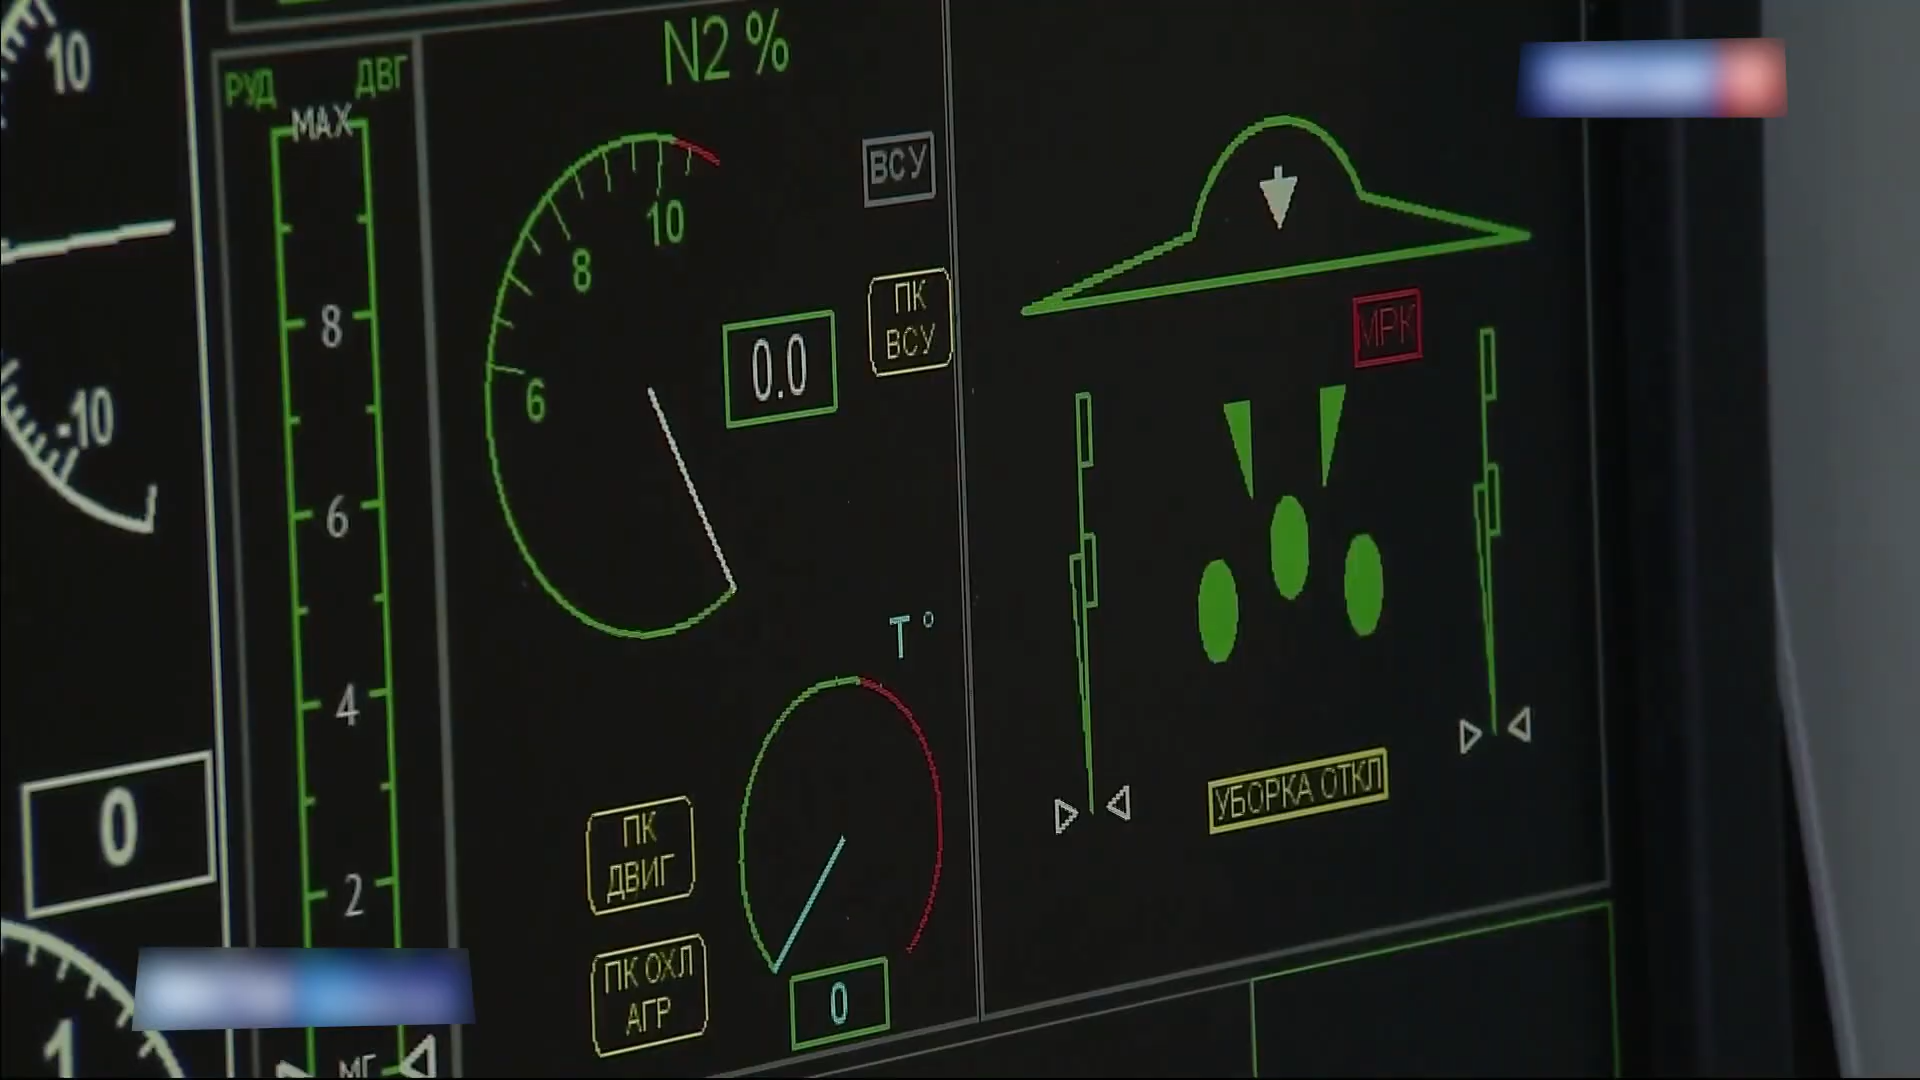 10
-10
0
1
РУД ДВГ
MAX
8
6
4
2
МГ
N2 %
10
8
6
0.0
ВСУ
ПК
ВСУ
T °
0
ПК
ДВИГ
ПК ОХЛ
АГР
МРК
УБОРКА ОТКЛ